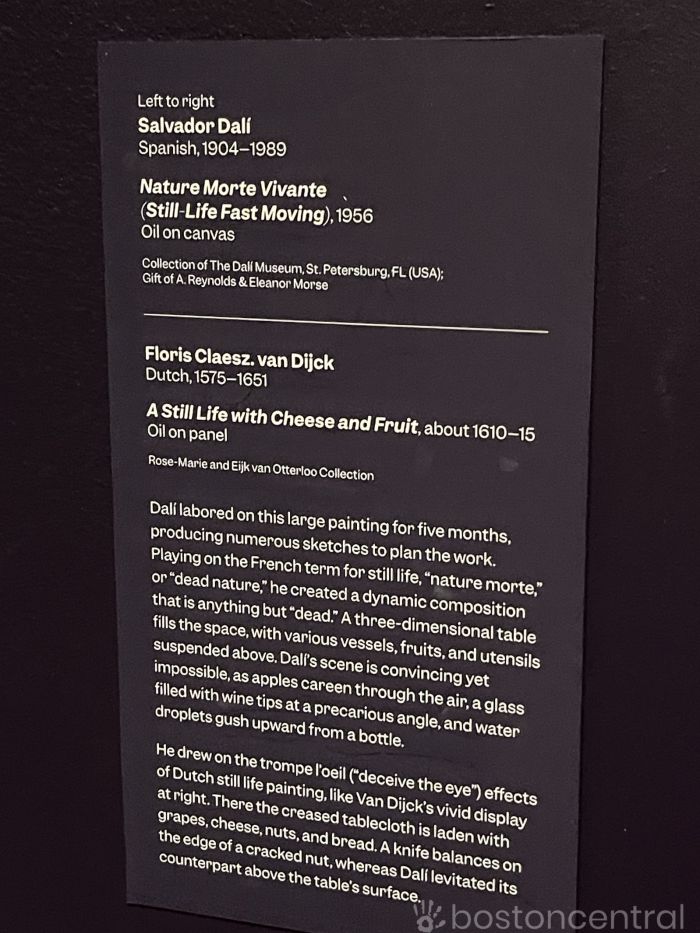 Left to right
Salvador Dalí
Spanish, 1904–1989
Nature Morte Vivante
(Still-Life Fast Moving), 1956
Oil on canvas
Collection of The Dalí Museum, St. Petersburg, FL (USA);
Gift of A. Reynolds & Eleanor Morse
Floris Claesz. van Dijck
Dutch, 1575–1651
A Still Life with Cheese and Fruit, about 1610–15
Oil on panel
Rose-Marie and Eijk van Otterloo Collection
Dalí labored on this large painting for five months,
producing numerous sketches to plan the work.
Playing on the French term for still life, “nature morte,”
or “dead nature,” he created a dynamic composition
that is anything but “dead.” A three-dimensional table
fills the space, with various vessels, fruits, and utensils
suspended above. Dalí’s scene is convincing yet
impossible, as apples careen through the air, a glass
filled with wine tips at a precarious angle, and water
droplets gush upward from a bottle.
He drew on the trompe l’oeil (“deceive the eye”) effects
of Dutch still life painting, like Van Dijck’s vivid display
at right. There the creased tablecloth is laden with
grapes, cheese, nuts, and bread. A knife balances on
the edge of a cracked nut, whereas Dalí levitated its
counterpart above the table’s surface.
bostoncentral